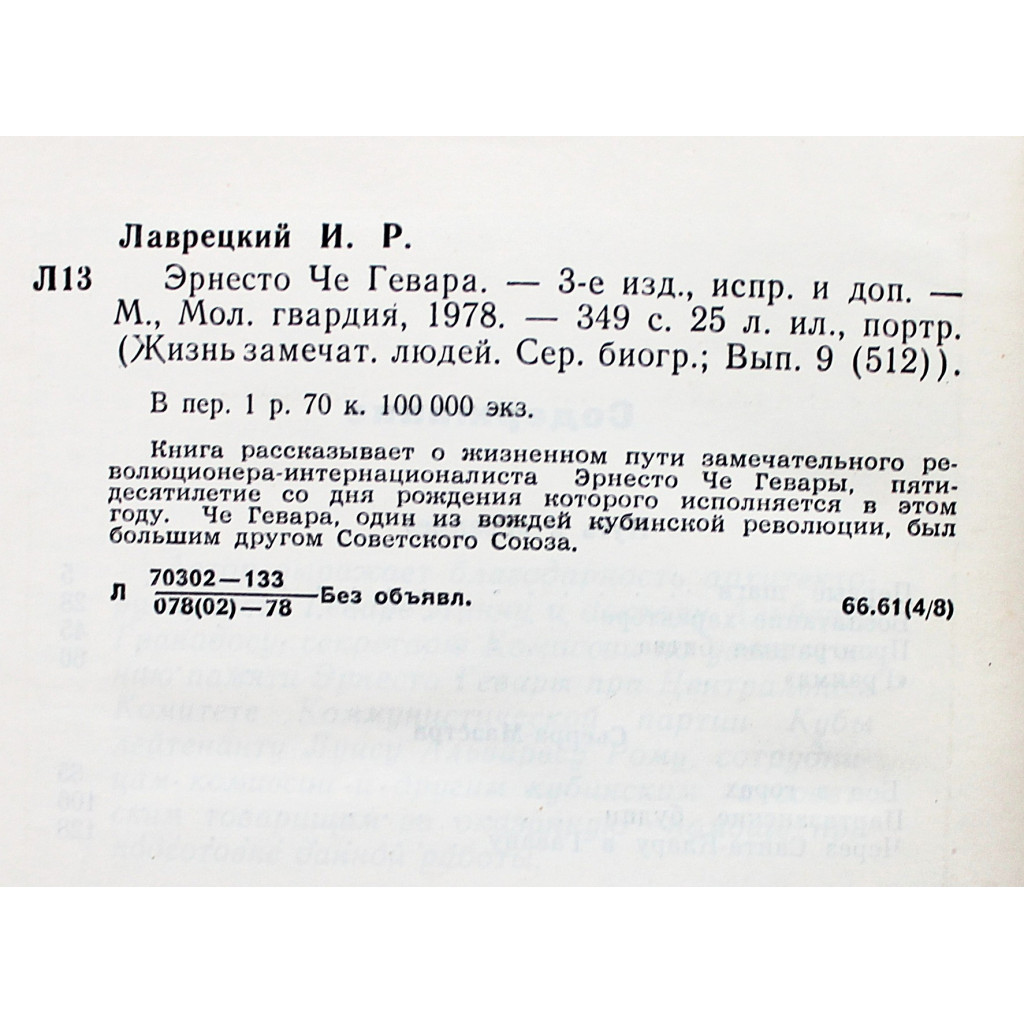 Лаврецкий И. Р.
Л13 Эрнесто Че Гевара. — 3-е изд., испр. и доп. —
М., Мол. гвардия, 1978. — 349 с. 25 л. ил., портр.
(Жизнь замечат. людей. Сер. биогр.; Вып. 9 (512)).
В пер. 1 р. 70 к. 100 000 экз.
Книга рассказывает о жизненном пути замечательного ре-
волюционера-интернационалиста Эрнесто Че Гевары, пяти-
десятилетие со дня рождения которого исполняется в этом
году. Че Гевара, один из вождей кубинской революции, был
большим другом Советского Союза.
70302—133
Л —Без объявл.
078(02)—78 66.61(4/8)